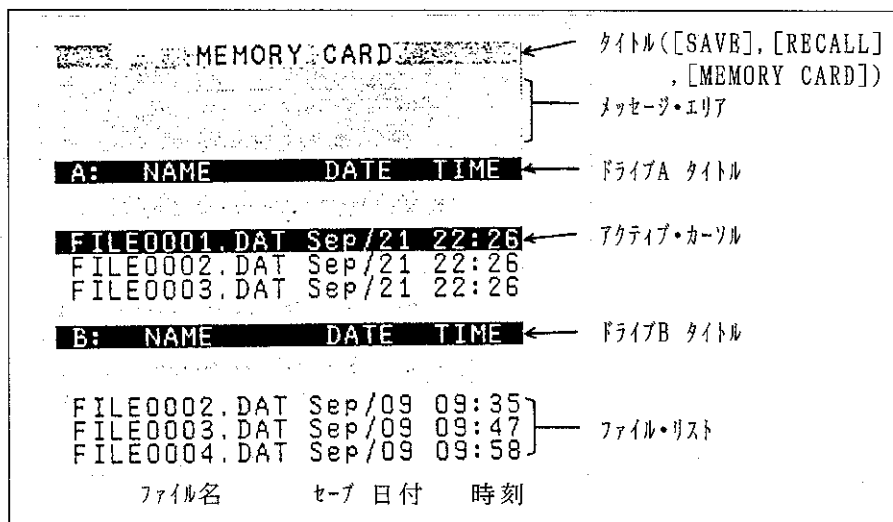 MEMORY CARD
タイトル([SAVE],[RECALL]
,[MEMORY CARD])
メッセージ・エリア
A: NAME DATE TIME
ドライブA タイトル
FILE0001.DAT Sep/21 22:26
アクティブ・カーソル
FILE0002.DAT Sep/21 22:26
FILE0003.DAT Sep/21 22:26
B: NAME DATE TIME
ドライブB タイトル
FILE0002.DAT Sep/09 09:35
FILE0003.DAT Sep/09 09:47
ファイル・リスト
FILE0004.DAT Sep/09 09:58
ファイル名 セーブ 日付 時刻